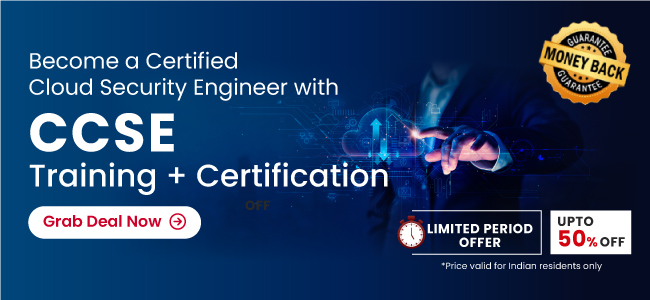 Become a Certified
Cloud Security Engineer with
CCSE
Training + Certification
Grab Deal Now
OFF
GUARANTEE
MONEY BACK
GUARANTEE
LIMITED PERIOD
OFFER
UPTO
50% OFF
*Price valid for Indian residents only